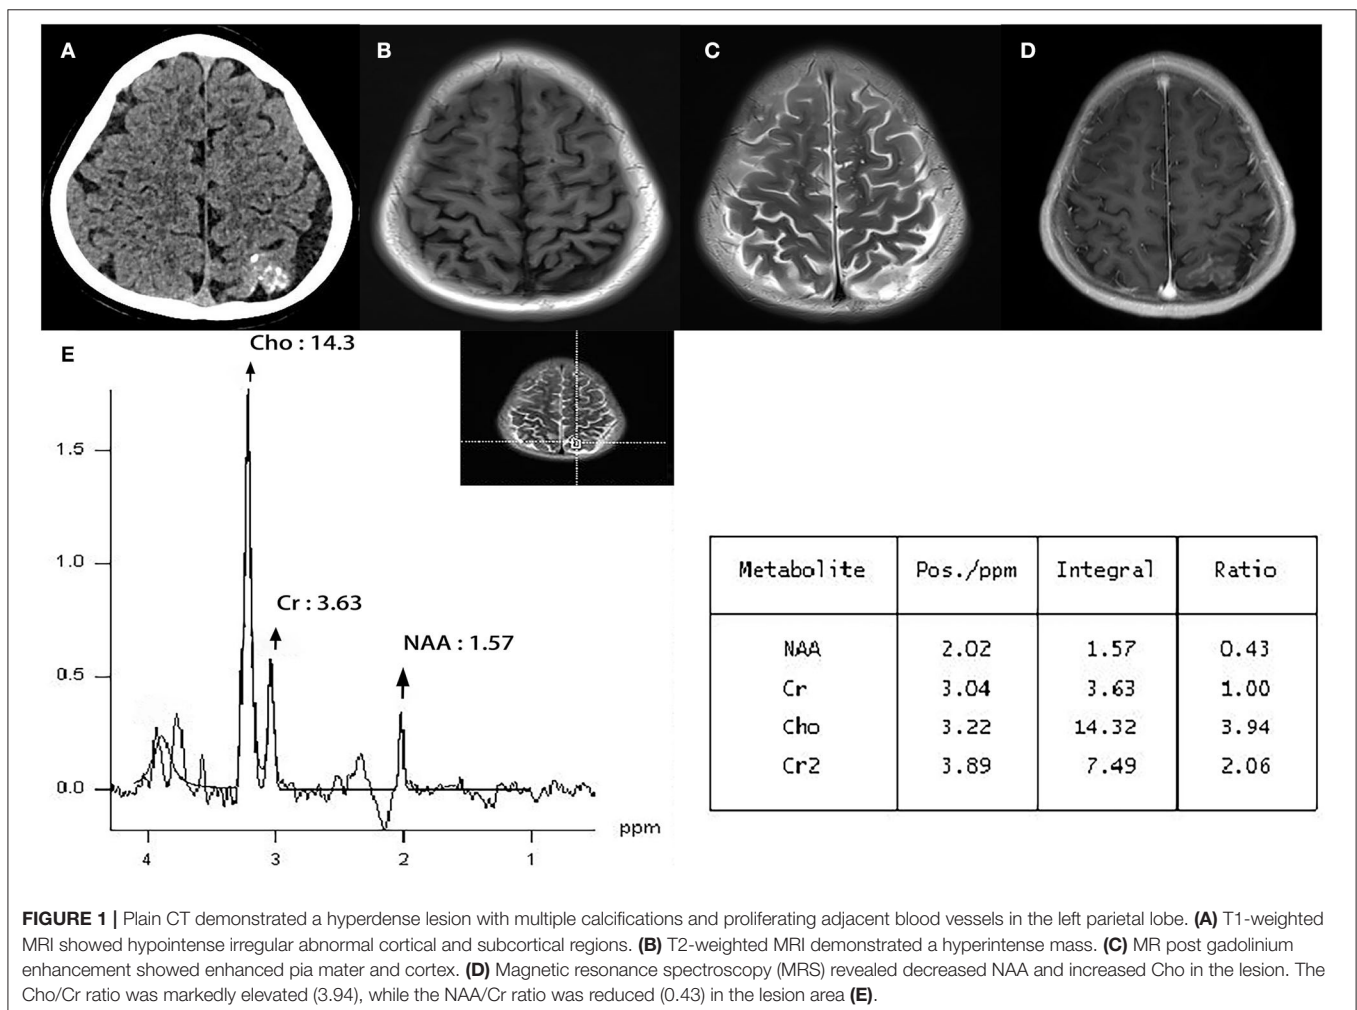 A
B
C
D
E
Cho : 14.3
Cr : 3.63
NAA : 1.57
1.5
1.0
0.5
0.0
ppm
4 3 2 1
Metabolite Pos./ppm Integral Ratio
NAA 2.02 1.57 0.43
Cr 3.04 3.63 1.00
Cho 3.22 14.32 3.94
Cr2 3.89 7.49 2.06
FIGURE 1 | Plain CT demonstrated a hyperdense lesion with multiple calcifications and proliferating adjacent blood vessels in the left parietal lobe. (A) T1-weighted
MRI showed hypointense irregular abnormal cortical and subcortical regions. (B) T2-weighted MRI demonstrated a hyperintense mass. (C) MR post gadolinium
enhancement showed enhanced pia mater and cortex. (D) Magnetic resonance spectroscopy (MRS) revealed decreased NAA and increased Cho in the lesion. The
Cho/Cr ratio was markedly elevated (3.94), while the NAA/Cr ratio was reduced (0.43) in the lesion area (E).